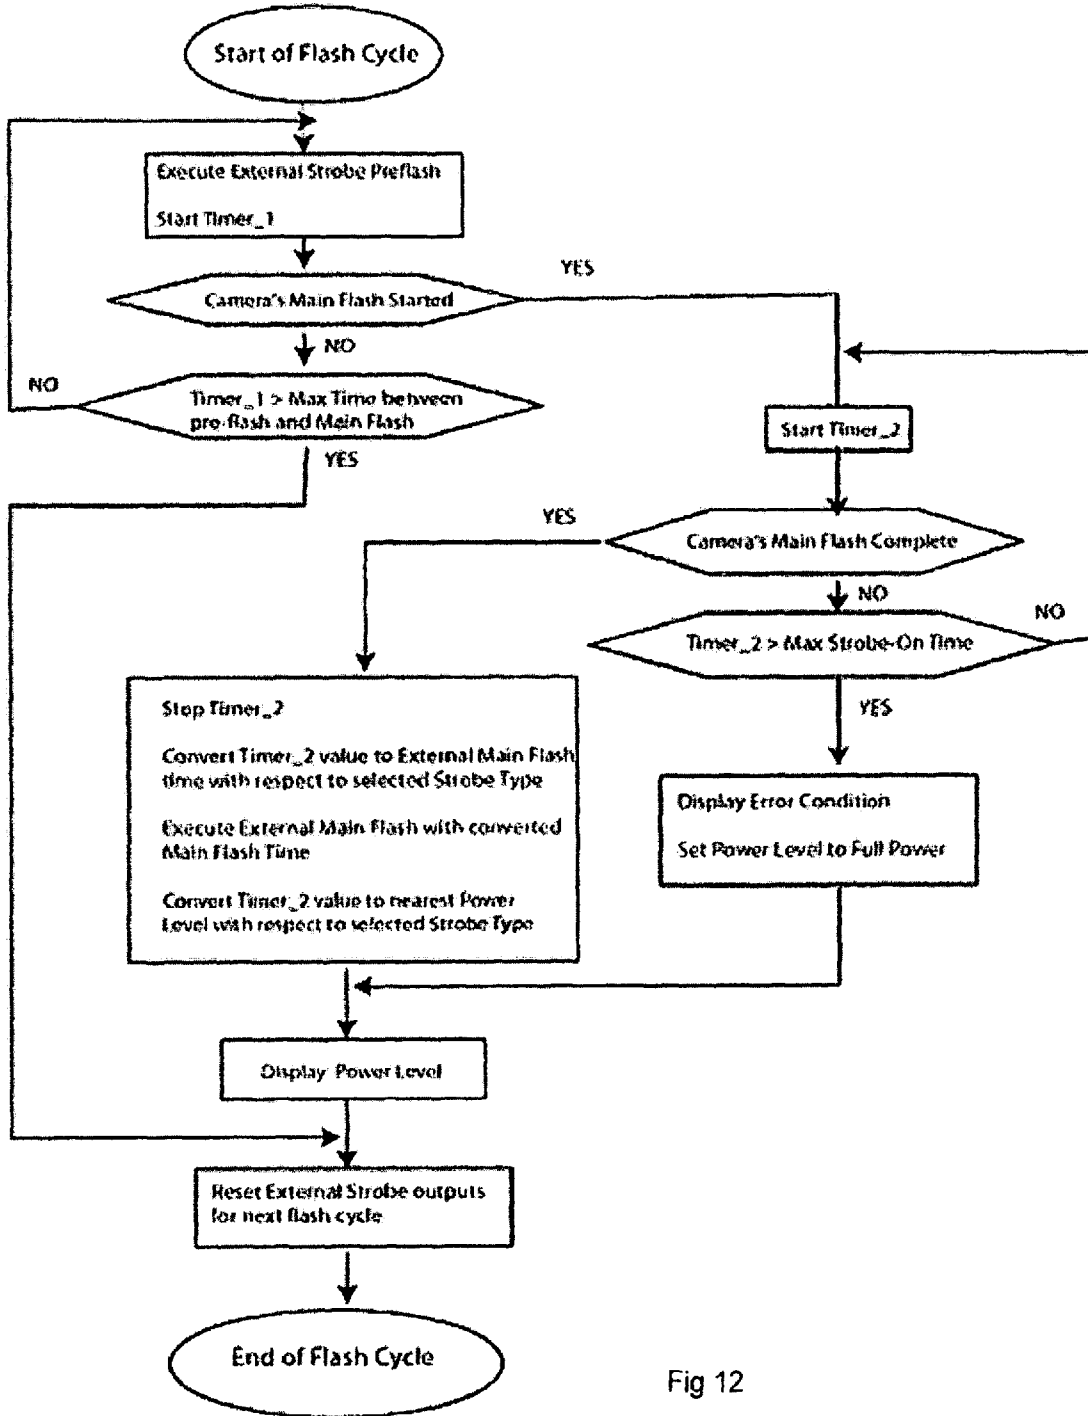 Start of Flash Cycle
Execute External Strobe Preflash
Start Timer_1
YES
Camera's Main Flash Started
NO
NO
Timer_1 > Max Time between
pre-flash and Main Flash
YES
Start Timer_2
YES
Camera's Main Flash Complete
NO
NO
Timer_2 > Max Strobe-On Time
YES
Stop Timer_2
Convert Timer_2 value to External Main Flash
time with respect to selected Strobe Type
Execute External Main Flash with converted
Main Flash Time
Convert Timer_2 value to nearest Power
Level with respect to selected Strobe Type
Display Error Condition
Set Power Level to Full Power
Display Power Level
Reset External Strobe outputs
for next flash cycle
End of Flash Cycle
Fig 12